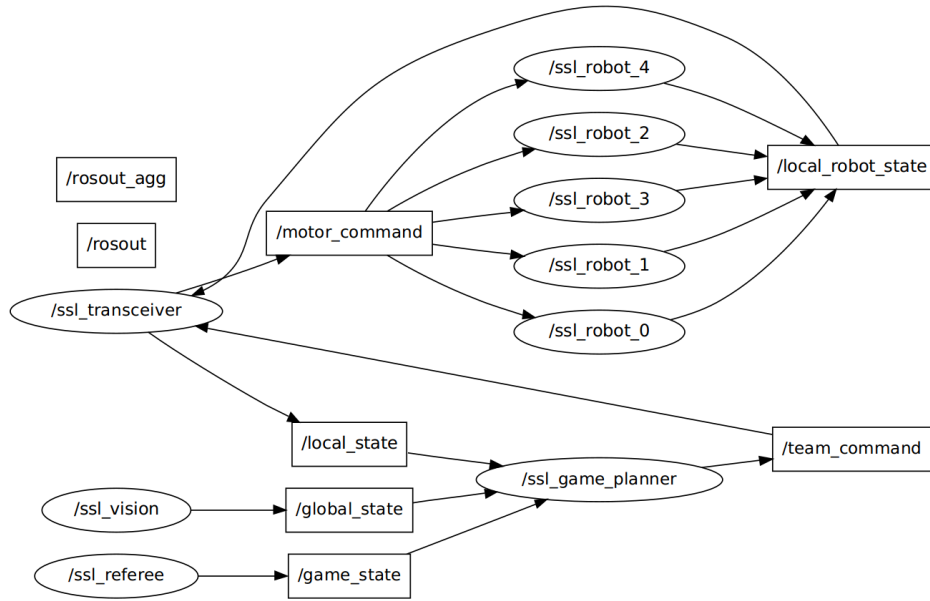 /ssl_robot_4
/ssl_robot_2
/local_robot_state
/rosout_agg
/ssl_robot_3
/motor_command
/rosout
/ssl_robot_1
/ssl_transceiver
/ssl_robot_0
/local_state
/team_command
/ssl_game_planner
/ssl_vision
/global_state
/ssl_referee
/game_state